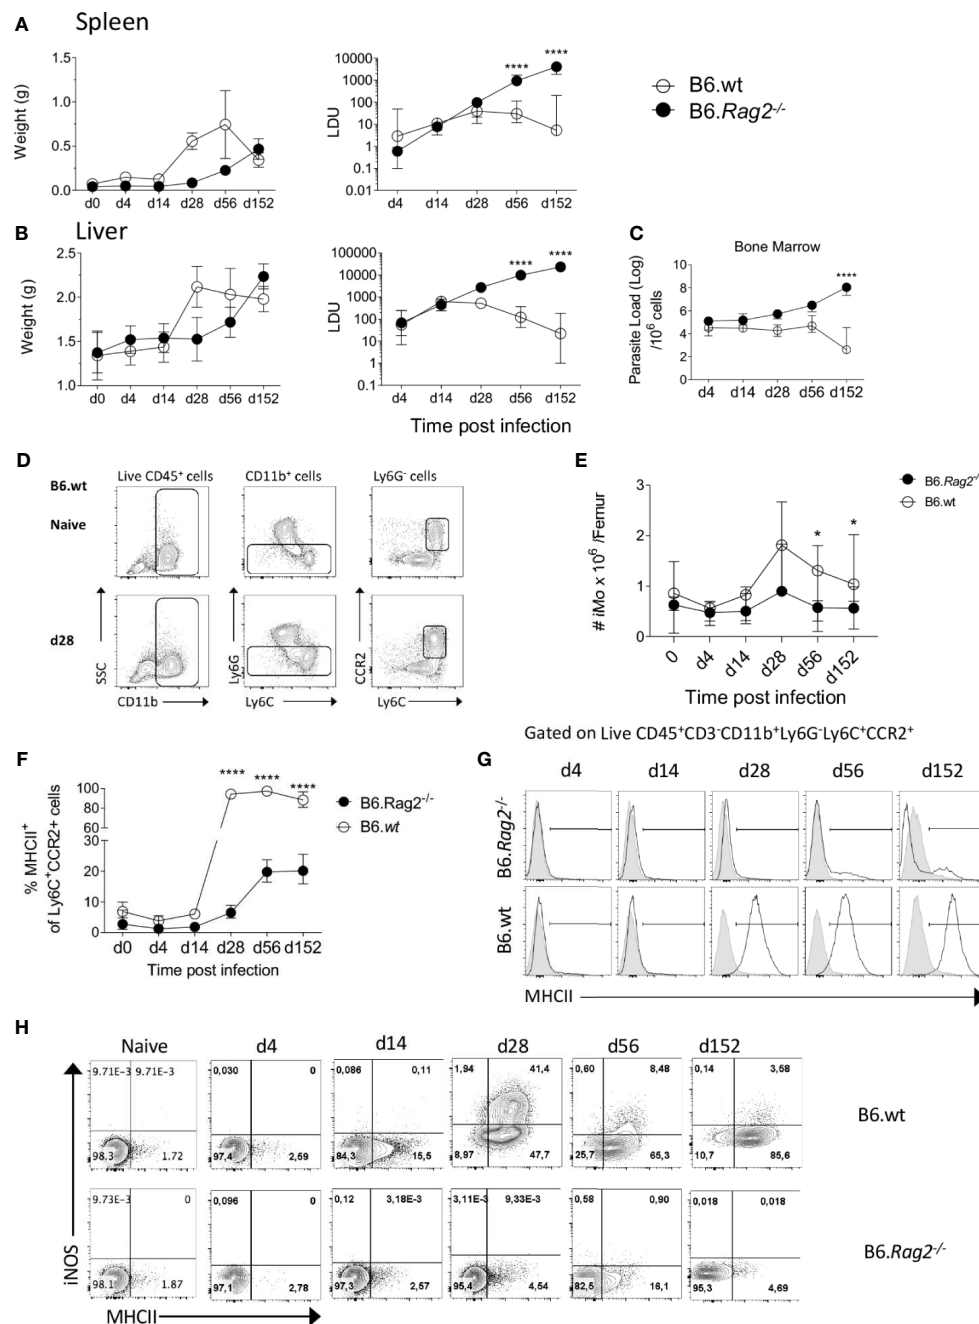 A Spleen
Weight (g)
1.5
1.0
0.5
0.0
d0 d4 d14 d28 d56 d152
LDU
10000
1000
100
10
1
0.1
0.01
**** ****
d4 d14 d28 d56 d152
B6.wt
B6.Rag2-/-
B Liver
Weight (g)
2.5
2.0
1.5
1.0
d0 d4 d14 d28 d56 d152
LDU
100000
10000
1000
100
10
1
0.1
**** ****
d4 d14 d28 d56 d152
Time post infection
C
Bone Marrow
Parasite Load (Log)
/10⁶ cells
10
8
6
4
2
0
****
d4 d14 d28 d56 d152
D
Live CD45⁺ cells CD11b⁺ cells Ly6G⁻ cells
B6.wt
Naive
d28
SSC
CD11b
Ly6G
Ly6C
CCR2
Ly6C
E
# iMo x 10⁶ /Femur
3
2
1
0
* *
0 d4 d14 d28 d56 d152
Time post infection
B6.Rag2-/-
B6.wt
F
% MHCII⁺
of Ly6C⁺CCR2+ cells
100
80
60
30
20
10
0
**** **** ****
d0 d4 d14 d28 d56 d152
Time post infection
B6.Rag2-/-
B6.wt
Gated on Live CD45⁺CD3⁻CD11b⁺Ly6G⁻Ly6C⁺CCR2⁺
G
d4 d14 d28 d56 d152
B6.Rag2-/-
B6.wt
MHCII
H
Naive d4 d14 d28 d56 d152
9.71E-3 9.71E-3 0,030 0 0,086 0,11 1,94 41,4 0,60 8,48 0,14 3,58
B6.wt
98.3 1.72 97,4 2,59 84,3 15,5 8,97 47,7 25,7 65,3 10,7 85,6
9.73E-3 0 0,096 0 0,12 3,18E-3 3,11E-3 9,33E-3 0,58 0,90 0,018 0,018
B6.Rag2-/-
98.1 1.87 97,1 2,78 97,3 2,57 95,4 4,54 82,5 16,1 95,3 4,69
iNOS
MHCII